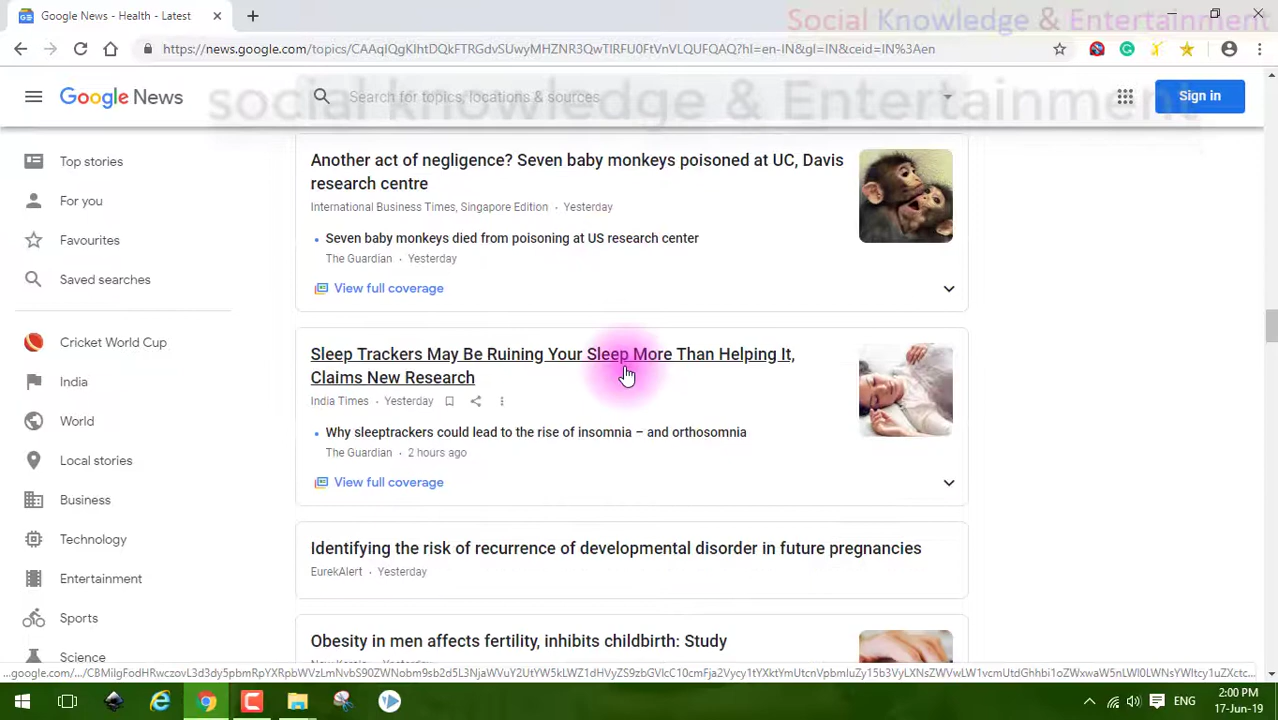 Google News - Health - Latest
Social Knowledge & Entertainment
https://news.google.com/topics/CAAqIQgKIhtDQkFTRGdvSUwyMHZNR3QwTlRFU0FtVnVLQUFQAQ?hl=en-IN&gl=IN&ceid=IN%3Aen
Google News
Search for topics, locations & sources
Sign in
social knowledge & Entertainment
Top stories
For you
Favourites
Saved searches
Cricket World Cup
India
World
Local stories
Business
Technology
Entertainment
Sports
Science
Another act of negligence? Seven baby monkeys poisoned at UC, Davis
research centre
International Business Times, Singapore Edition • Yesterday
Seven baby monkeys died from poisoning at US research center
The Guardian • Yesterday
View full coverage
Sleep Trackers May Be Ruining Your Sleep More Than Helping It,
Claims New Research
India Times • Yesterday
Why sleeptrackers could lead to the rise of insomnia – and orthosomnia
The Guardian • 2 hours ago
View full coverage
Identifying the risk of recurrence of developmental disorder in future pregnancies
EurekAlert • Yesterday
Obesity in men affects fertility, inhibits childbirth: Study
ENG
2:00 PM
17-Jun-19